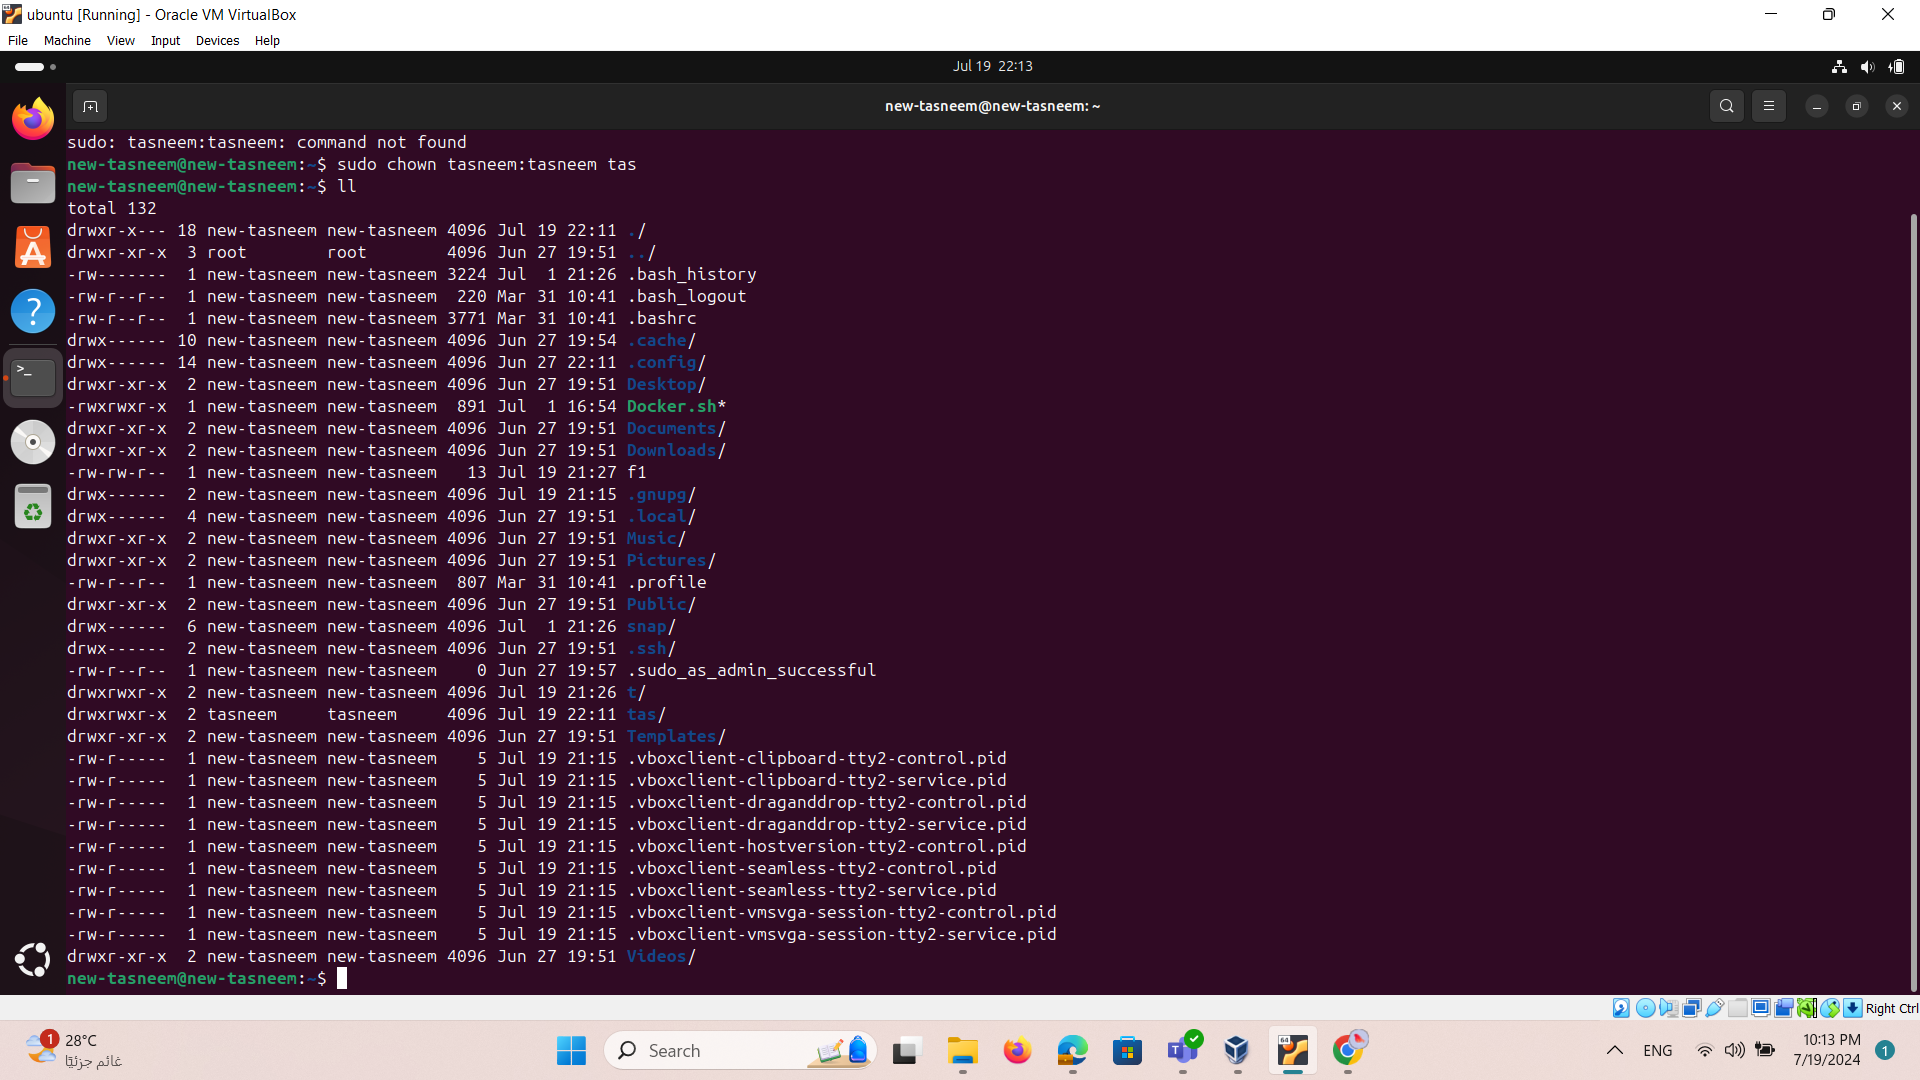 ubuntu [Running] - Oracle VM VirtualBox
File Machine View Input Devices Help
Jul 19 22:13
new-tasneem@new-tasneem: ~
sudo: tasneem:tasneem: command not found
new-tasneem@new-tasneem:~$ sudo chown tasneem:tasneem tas
new-tasneem@new-tasneem:~$ ll
total 132
drwxr-x--- 18 new-tasneem new-tasneem 4096 Jul 19 22:11 ./
drwxr-xr-x  3 root        root        4096 Jun 27 19:51 ../
-rw-------  1 new-tasneem new-tasneem 3224 Jul  1 21:26 .bash_history
-rw-r--r--  1 new-tasneem new-tasneem  220 Mar 31 10:41 .bash_logout
-rw-r--r--  1 new-tasneem new-tasneem 3771 Mar 31 10:41 .bashrc
drwx------ 10 new-tasneem new-tasneem 4096 Jun 27 19:54 .cache/
drwx------ 14 new-tasneem new-tasneem 4096 Jun 27 22:11 .config/
drwxr-xr-x  2 new-tasneem new-tasneem 4096 Jun 27 19:51 Desktop/
-rwxrwxr-x  1 new-tasneem new-tasneem  891 Jul  1 16:54 Docker.sh*
drwxr-xr-x  2 new-tasneem new-tasneem 4096 Jun 27 19:51 Documents/
drwxr-xr-x  2 new-tasneem new-tasneem 4096 Jun 27 19:51 Downloads/
-rw-rw-r--  1 new-tasneem new-tasneem   13 Jul 19 21:27 f1
drwx------  2 new-tasneem new-tasneem 4096 Jul 19 21:15 .gnupg/
drwx------  4 new-tasneem new-tasneem 4096 Jun 27 19:51 .local/
drwxr-xr-x  2 new-tasneem new-tasneem 4096 Jun 27 19:51 Music/
drwxr-xr-x  2 new-tasneem new-tasneem 4096 Jun 27 19:51 Pictures/
-rw-r--r--  1 new-tasneem new-tasneem  807 Mar 31 10:41 .profile
drwxr-xr-x  2 new-tasneem new-tasneem 4096 Jun 27 19:51 Public/
drwx------  6 new-tasneem new-tasneem 4096 Jul  1 21:26 snap/
drwx------  2 new-tasneem new-tasneem 4096 Jun 27 19:51 .ssh/
-rw-r--r--  1 new-tasneem new-tasneem    0 Jun 27 19:57 .sudo_as_admin_successful
drwxrwxr-x  2 new-tasneem new-tasneem 4096 Jul 19 21:26 t/
drwxrwxr-x  2 tasneem     tasneem     4096 Jul 19 22:11 tas/
drwxr-xr-x  2 new-tasneem new-tasneem 4096 Jun 27 19:51 Templates/
-rw-r-----  1 new-tasneem new-tasneem    5 Jul 19 21:15 .vboxclient-clipboard-tty2-control.pid
-rw-r-----  1 new-tasneem new-tasneem    5 Jul 19 21:15 .vboxclient-clipboard-tty2-service.pid
-rw-r-----  1 new-tasneem new-tasneem    5 Jul 19 21:15 .vboxclient-draganddrop-tty2-control.pid
-rw-r-----  1 new-tasneem new-tasneem    5 Jul 19 21:15 .vboxclient-draganddrop-tty2-service.pid
-rw-r-----  1 new-tasneem new-tasneem    5 Jul 19 21:15 .vboxclient-hostversion-tty2-control.pid
-rw-r-----  1 new-tasneem new-tasneem    5 Jul 19 21:15 .vboxclient-seamless-tty2-control.pid
-rw-r-----  1 new-tasneem new-tasneem    5 Jul 19 21:15 .vboxclient-seamless-tty2-service.pid
-rw-r-----  1 new-tasneem new-tasneem    5 Jul 19 21:15 .vboxclient-vmsvga-session-tty2-control.pid
-rw-r-----  1 new-tasneem new-tasneem    5 Jul 19 21:15 .vboxclient-vmsvga-session-tty2-service.pid
drwxr-xr-x  2 new-tasneem new-tasneem 4096 Jun 27 19:51 Videos/
new-tasneem@new-tasneem:~$
Right Ctrl
1
28°C
غائم جزئيًا
Search
ENG
10:13 PM
7/19/2024
1